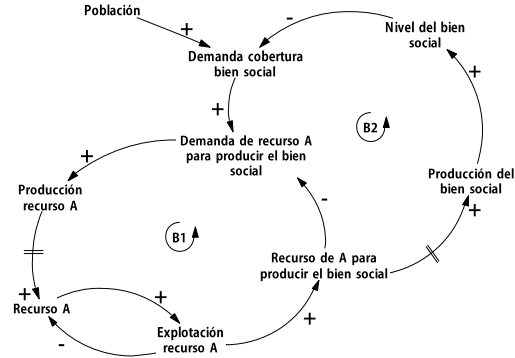 Población
+
-
Nivel del bien
social
Demanda cobertura
bien social
+
+
B2
Demanda de recurso A
para producir el bien
social
+
Producción
recurso A
Producción del
bien social
-
+
B1
Recurso de A para
producir el bien social
+
Recurso A
+
Explotación
recurso A
+
-